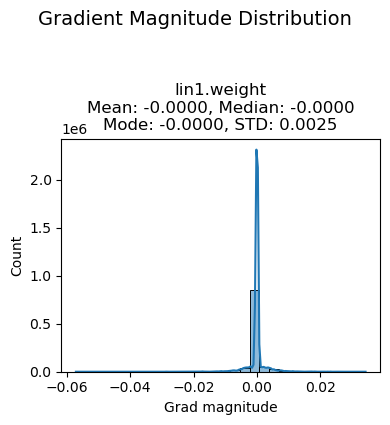 Gradient Magnitude Distribution
lin1.weight
Mean: -0.0000, Median: -0.0000
Mode: -0.0000, STD: 0.0025
1e6
2.0
1.5
1.0
0.5
0.0
Count
−0.06 −0.04 −0.02 0.00 0.02
Grad magnitude